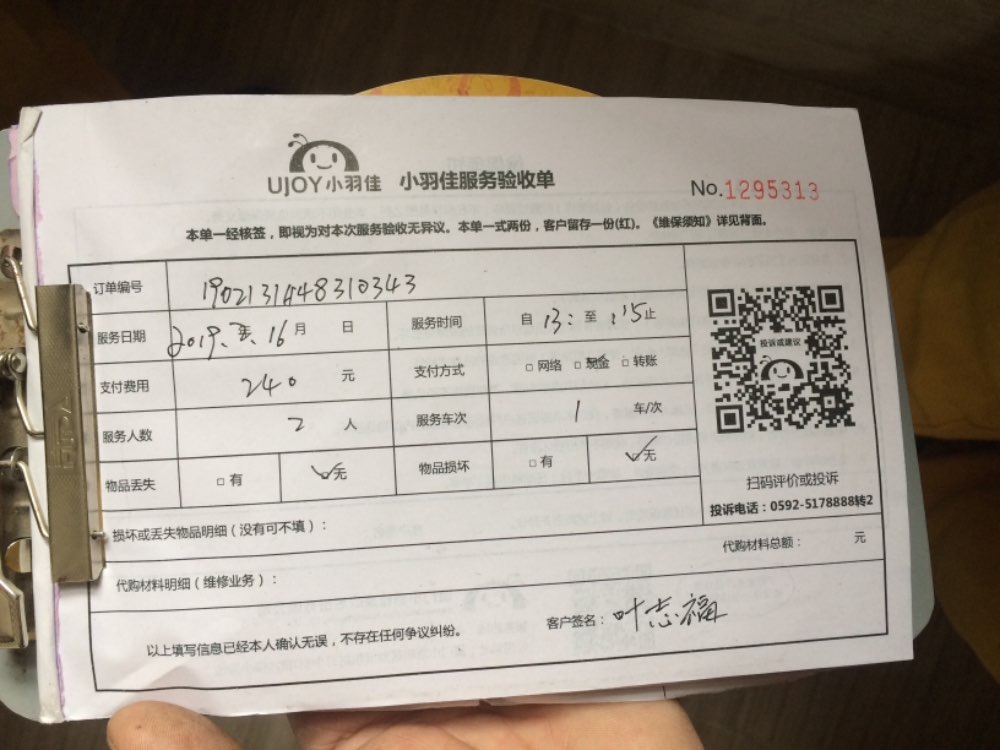 UJOY小羽佳 小羽佳服务验收单 No.1295313
本单一经核签，即视为对本次服务验收无异议。本单一式两份，客户留存一份(红)。《维保须知》详见背面。
订单编号
服务日期 2019. 16月 日 服务时间 自 13: 至 :15止
支付费用 240 元 支付方式 □ 网络 □ 现金 □ 转账
服务人数 2 人 服务车次 1 车/次
物品丢失 □ 有 □ 无 物品损坏 □ 有 □ 无
投诉或建议
扫码评价或投诉
投诉电话：0592-5178888转2
损坏或丢失物品明细（没有可不填）：
代购材料明细（维修业务）： 代购材料总额： 元
以上填写信息已经本人确认无误，不存在任何争议纠纷。 客户签名：叶志福